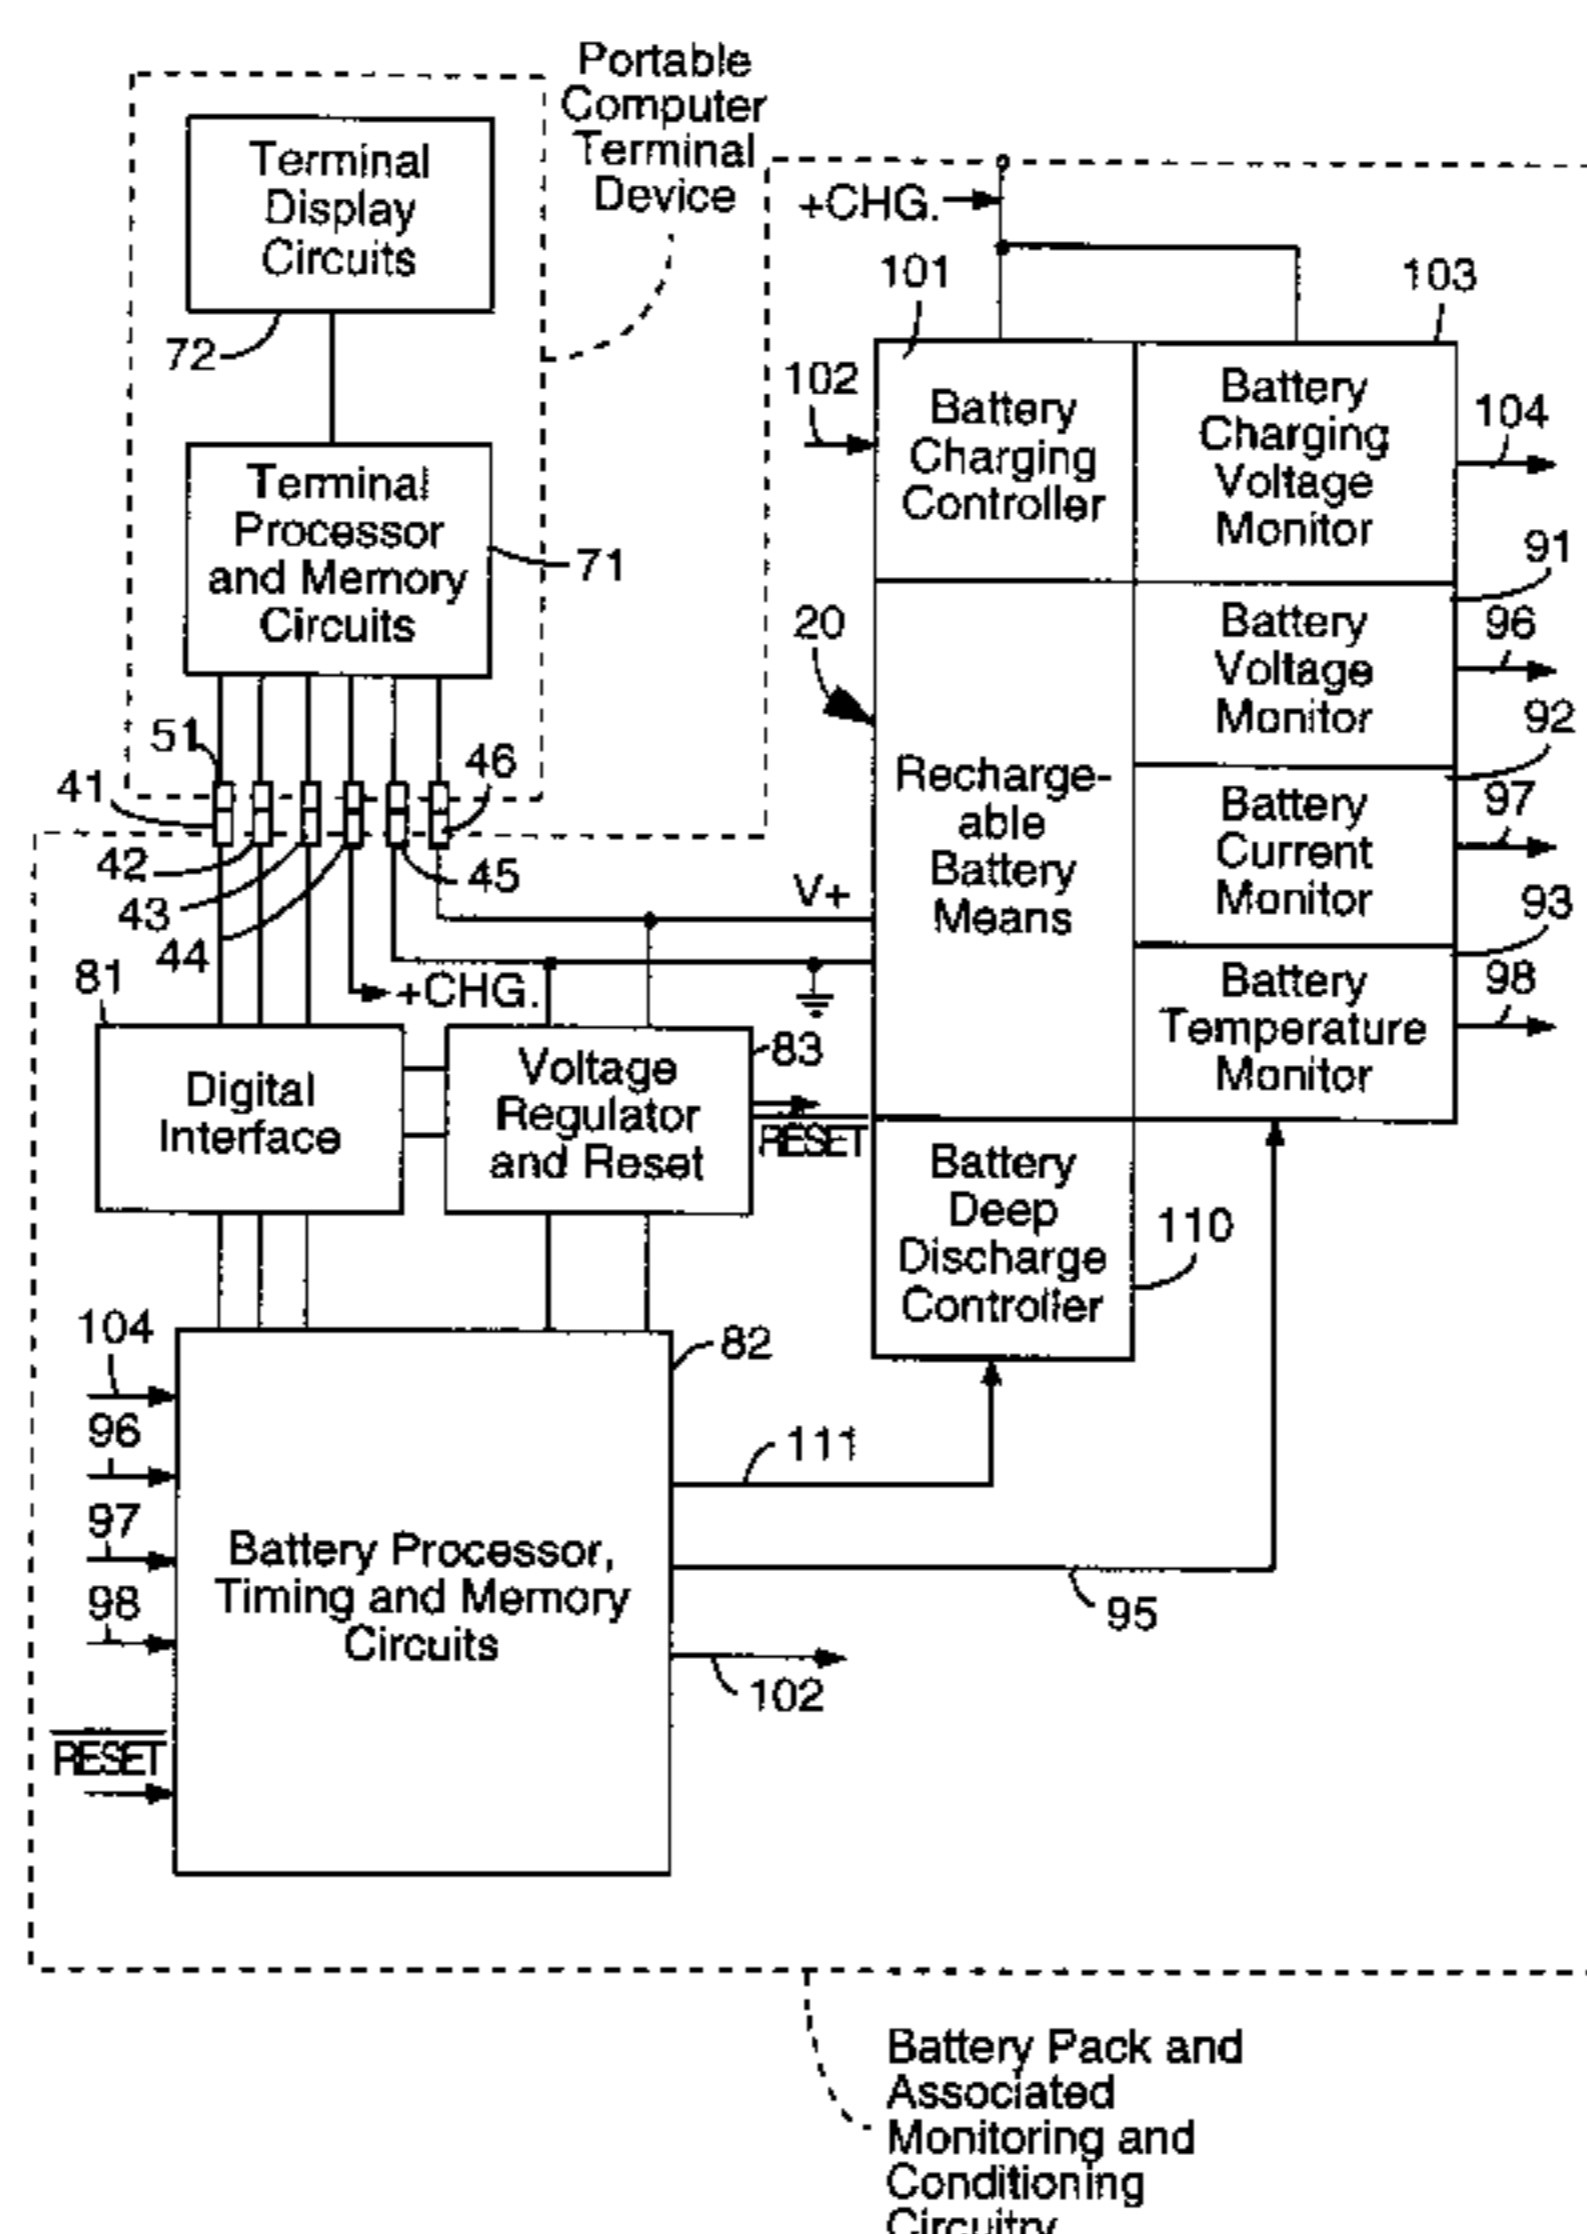 Portable
Computer
Terminal
Device
Terminal
Display
Circuits
72
Terminal
Processor
and Memory
Circuits
71
51
41
42
43
44
46
45
+CHG.
V+
81
Digital
Interface
Voltage
Regulator
and Reset
83
RESET
+CHG.
101
103
102
Battery
Charging
Controller
Battery
Charging
Voltage
Monitor
104
91
20
Battery
Voltage
Monitor
96
92
Recharge-
able
Battery
Means
Battery
Current
Monitor
97
93
Battery
Temperature
Monitor
98
Battery
Deep
Discharge
Controller
110
104
96
97
98
RESET
82
Battery Processor,
Timing and Memory
Circuits
111
95
102
Battery Pack and
Associated
Monitoring and
Conditioning
Circuitry